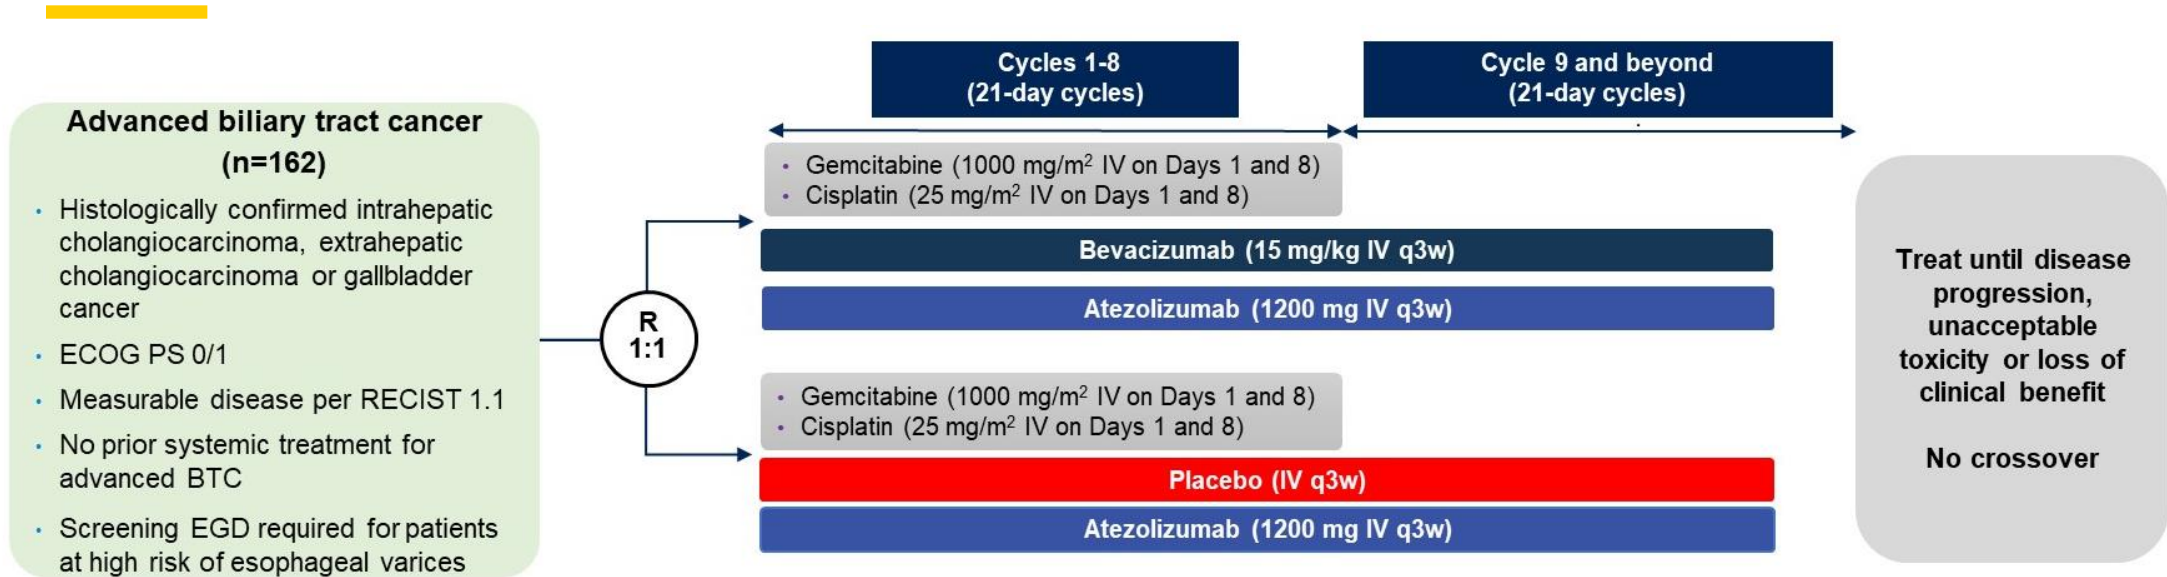 Cycles 1-8
(21-day cycles)
Cycle 9 and beyond
(21-day cycles)
Advanced biliary tract cancer
(n=162)
• Histologically confirmed intrahepatic
cholangiocarcinoma, extrahepatic
cholangiocarcinoma or gallbladder
cancer
• ECOG PS 0/1
• Measurable disease per RECIST 1.1
• No prior systemic treatment for
advanced BTC
• Screening EGD required for patients
at high risk of esophageal varices
R
1:1
• Gemcitabine (1000 mg/m² IV on Days 1 and 8)
• Cisplatin (25 mg/m² IV on Days 1 and 8)
Bevacizumab (15 mg/kg IV q3w)
Atezolizumab (1200 mg IV q3w)
• Gemcitabine (1000 mg/m² IV on Days 1 and 8)
• Cisplatin (25 mg/m² IV on Days 1 and 8)
Placebo (IV q3w)
Atezolizumab (1200 mg IV q3w)
Treat until disease
progression,
unacceptable
toxicity or loss of
clinical benefit
No crossover